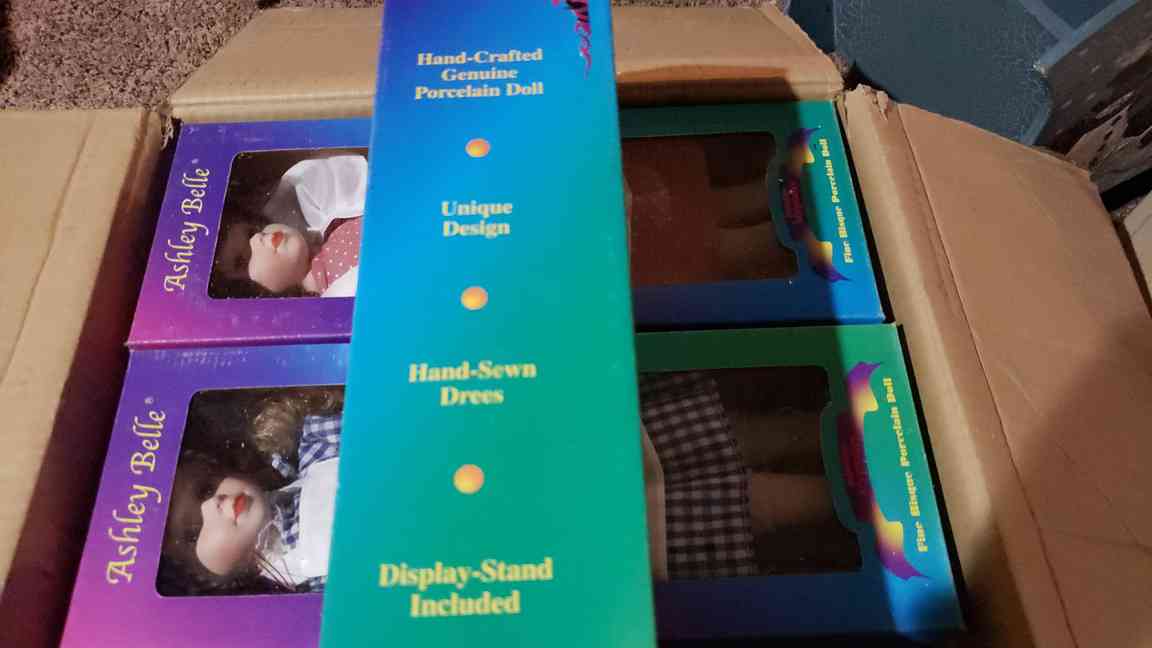 Hand-Crafted
Genuine
Porcelain Doll
Unique
Design
Hand-Sewn
Drees
Display-Stand
Included
Ashley Belle®
Fine Bisque Porcelain Doll
Ashley Belle®
Fine Bisque Porcelain Doll